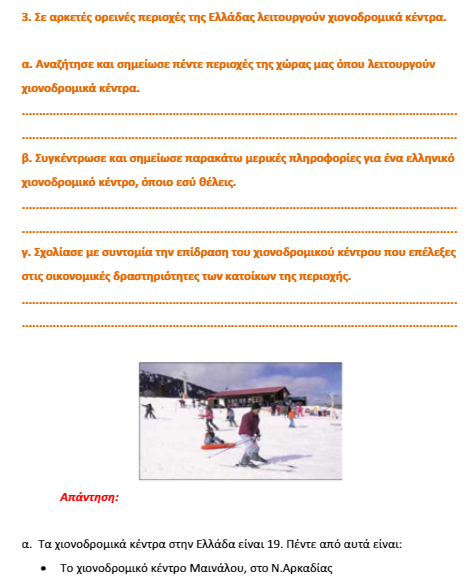 3. Σε αρκετές ορεινές περιοχές της Ελλάδας λειτουργούν χιονοδρομικά κέντρα.
α. Αναζήτησε και σημείωσε πέντε περιοχές της χώρας μας όπου λειτουργούν
χιονοδρομικά κέντρα.
β. Συγκέντρωσε και σημείωσε παρακάτω μερικές πληροφορίες για ένα ελληνικό
χιονοδρομικό κέντρο, όποιο εσύ θέλεις.
γ. Σχολίασε με συντομία την επίδραση του χιονοδρομικού κέντρου που επέλεξες
στις οικονομικές δραστηριότητες των κατοίκων της περιοχής.
Απάντηση:
α. Τα χιονοδρομικά κέντρα στην Ελλάδα είναι 19. Πέντε από αυτά είναι:
• Το χιονοδρομικό κέντρο Μαινάλου, στο Ν.Αρκαδίας